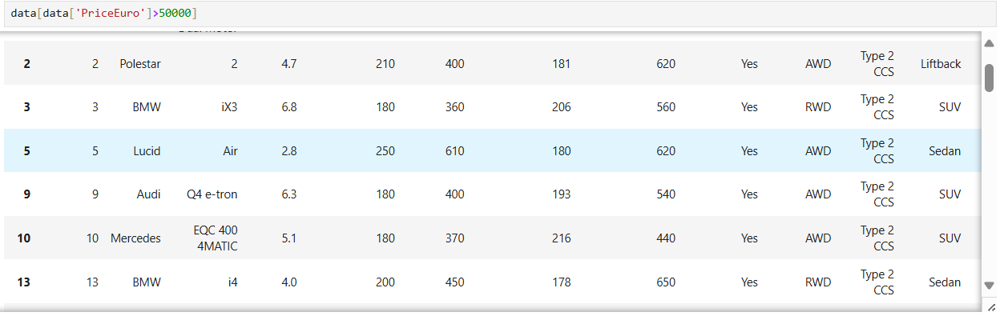 data[data['PriceEuro']>50000]
2 2 Polestar 2 4.7 210 400 181 620 Yes AWD Type 2 CCS Liftback
3 3 BMW iX3 6.8 180 360 206 560 Yes RWD Type 2 CCS SUV
5 5 Lucid Air 2.8 250 610 180 620 Yes AWD Type 2 CCS Sedan
9 9 Audi Q4 e-tron 6.3 180 400 193 540 Yes AWD Type 2 CCS SUV
10 10 Mercedes EQC 400 4MATIC 5.1 180 370 216 440 Yes AWD Type 2 CCS SUV
13 13 BMW i4 4.0 200 450 178 650 Yes RWD Type 2 CCS Sedan